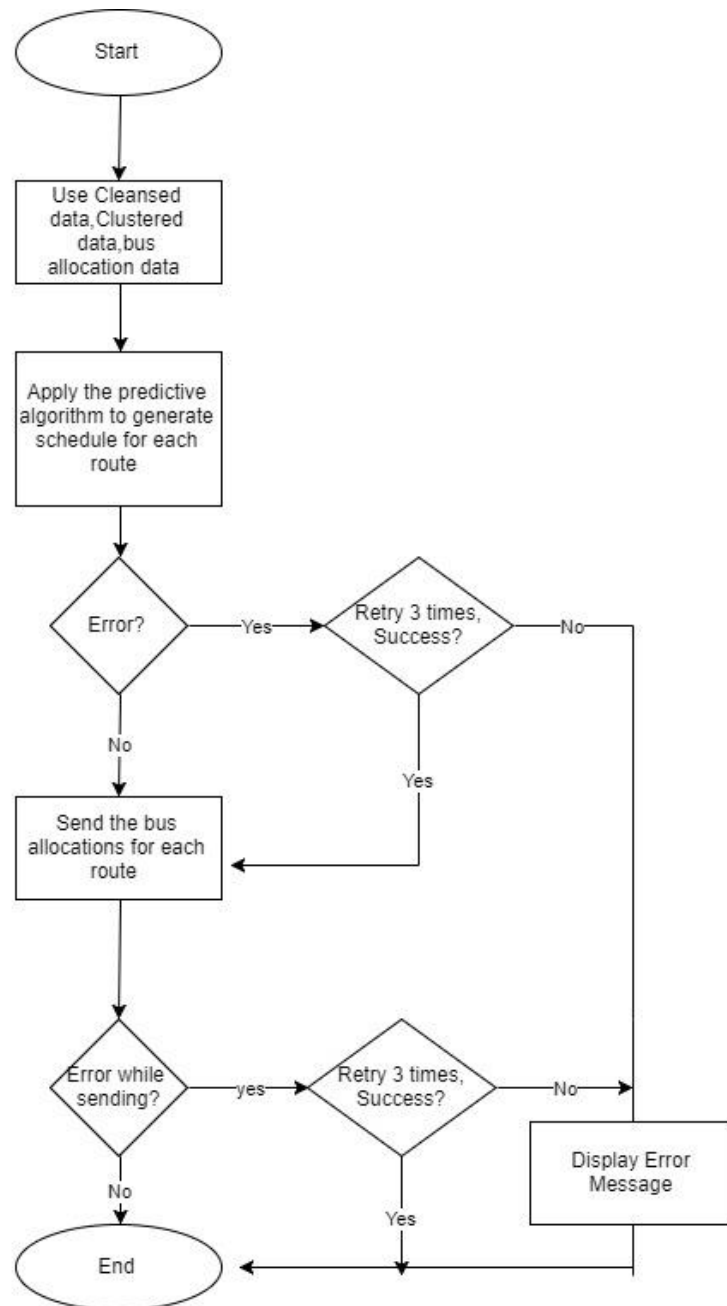 Start
Use Cleansed
data,Clustered
data,bus
allocation data
Apply the predictive
algorithm to generate
schedule for each
route
Error?
Yes
Retry 3 times,
Success?
No
No
Yes
Send the bus
allocations for each
route
Error while
sending?
yes
Retry 3 times,
Success?
No
Display Error
Message
No
Yes
End